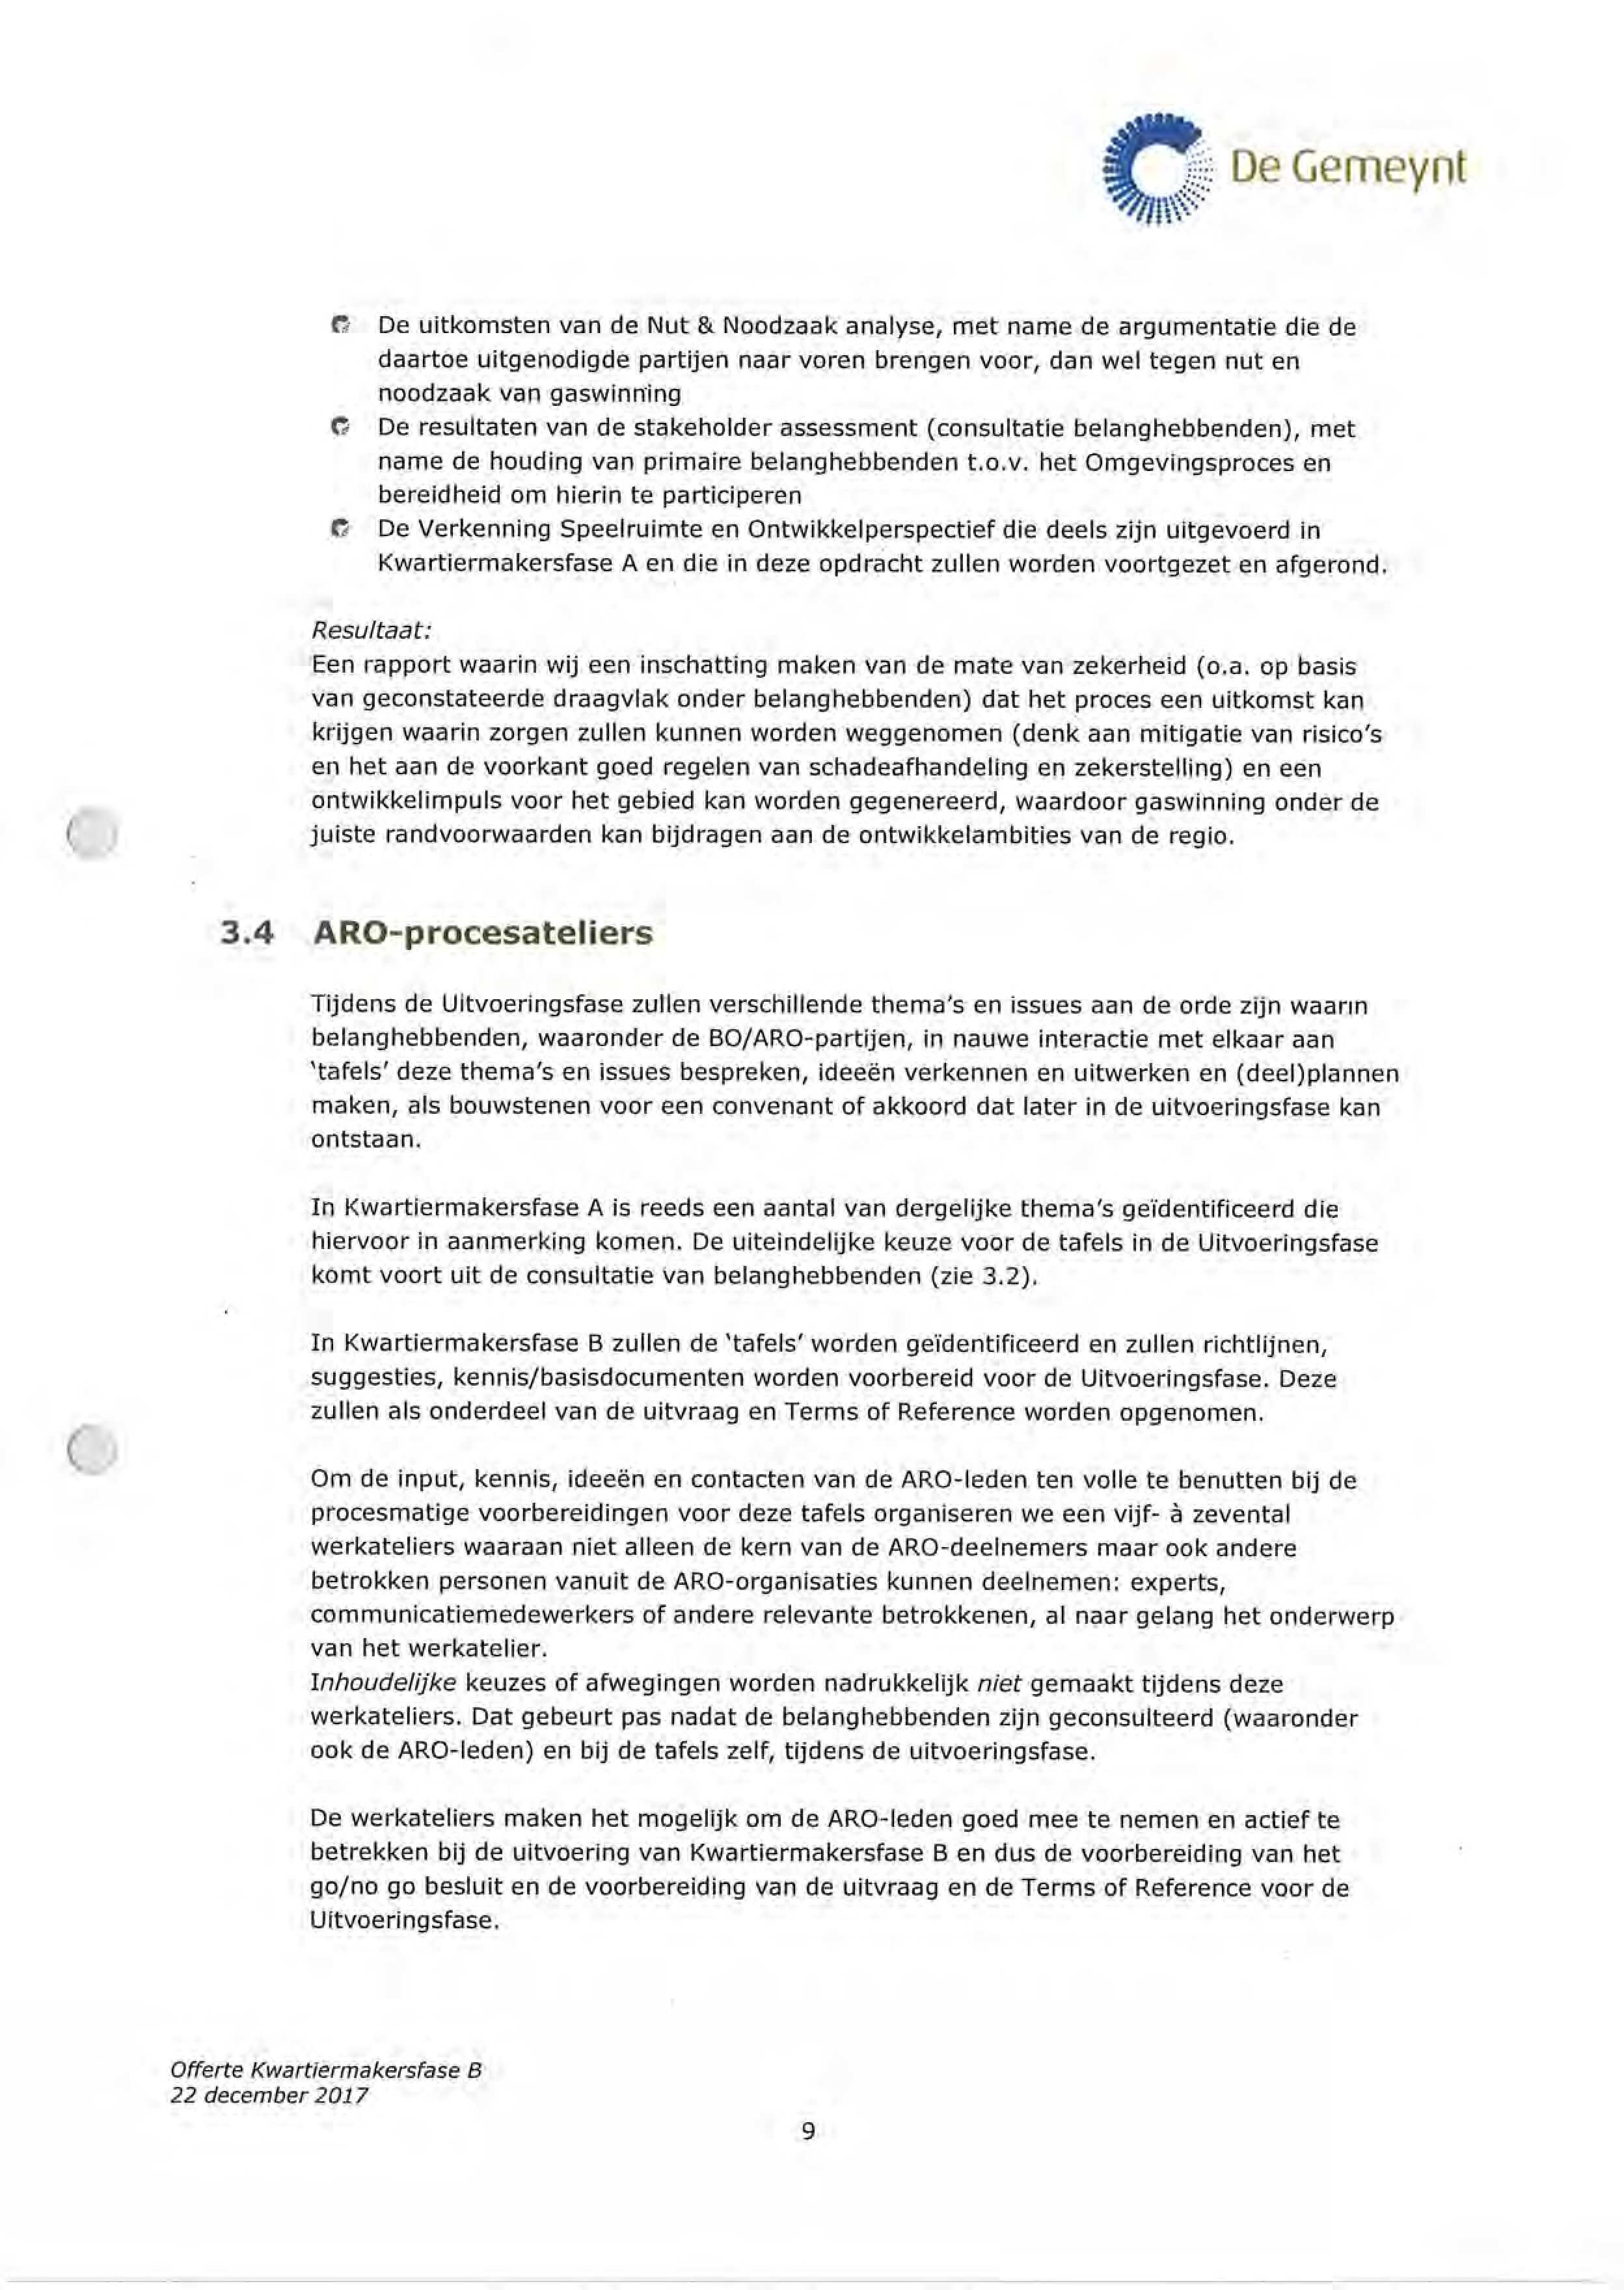 De Gemeynt
De uitkomsten van de Nut & Noodzaak analyse, met name de argumentatie die de
daartoe uitgenodigde partijen naar voren brengen voor, dan wel tegen nut en
noodzaak van gaswinning
De resultaten van de stakeholder assessment (consultatie belanghebbenden), met
name de houding van primaire belanghebbenden t.o.v. het Omgevingsproces en
bereidheid om hierin te participeren
De Verkenning Speelruimte en Ontwikkelperspectief die deels zijn uitgevoerd in
Kwartiermakersfase A en die in deze opdracht zullen worden voortgezet en afgerond.
Resultaat:
Een rapport waarin wij een inschatting maken van de mate van zekerheid (o.a. op basis
van geconstateerde draagvlak onder belanghebbenden) dat het proces een uitkomst kan
krijgen waarin zorgen zullen kunnen worden weggenomen (denk aan mitigatie van risico's
en het aan de voorkant goed regelen van schadeafhandeling en zekerstelling) en een
ontwikkelimpuls voor het gebied kan worden gegenereerd, waardoor gaswinning onder de
juiste randvoorwaarden kan bijdragen aan de ontwikkelambities van de regio.
3.4 ARO-procesateliers
Tijdens de Uitvoeringsfase zullen verschillende thema's en issues aan de orde zijn waarin
belanghebbenden, waaronder de BO/ARO-partijen, in nauwe interactie met elkaar aan
'tafels' deze thema's en issues bespreken, ideeën verkennen en uitwerken en (deel)plannen
maken, als bouwstenen voor een convenant of akkoord dat later in de uitvoeringsfase kan
ontstaan.
In Kwartiermakersfase A is reeds een aantal van dergelijke thema's geïdentificeerd die
hiervoor in aanmerking komen. De uiteindelijke keuze voor de tafels in de Uitvoeringsfase
komt voort uit de consultatie van belanghebbenden (zie 3.2).
In Kwartiermakersfase B zullen de 'tafels' worden geïdentificeerd en zullen richtlijnen,
suggesties, kennis/basisdocumenten worden voorbereid voor de Uitvoeringsfase. Deze
zullen als onderdeel van de uitvraag en Terms of Reference worden opgenomen.
Om de input, kennis, ideeën en contacten van de ARO-leden ten volle te benutten bij de
procesmatige voorbereidingen voor deze tafels organiseren we een vijf- à zevental
werkateliers waaraan niet alleen de kern van de ARO-deelnemers maar ook andere
betrokken personen vanuit de ARO-organisaties kunnen deelnemen: experts,
communicatiemedewerkers of andere relevante betrokkenen, al naar gelang het onderwerp
van het werkatelier.
Inhoudelijke keuzes of afwegingen worden nadrukkelijk niet gemaakt tijdens deze
werkateliers. Dat gebeurt pas nadat de belanghebbenden zijn geconsulteerd (waaronder
ook de ARO-leden) en bij de tafels zelf, tijdens de uitvoeringsfase.
De werkateliers maken het mogelijk om de ARO-leden goed mee te nemen en actief te
betrekken bij de uitvoering van Kwartiermakersfase B en dus de voorbereiding van het
go/no go besluit en de voorbereiding van de uitvraag en de Terms of Reference voor de
Uitvoeringsfase.
Offerte Kwartiermakersfase B
22 december 2017
9